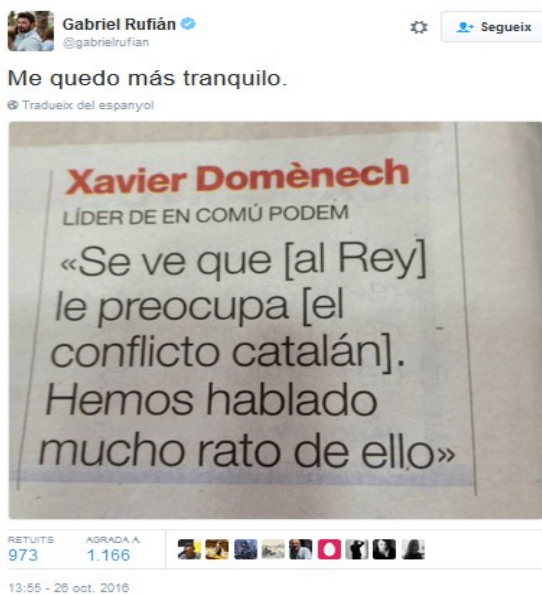 Gabriel Rufián
@gabrielrufian
Segueix
Me quedo más tranquilo.
Tradueix del espanyol
Xavier Domènech
LÍDER DE EN COMÚ PODEM
«Se ve que [al Rey]
le preocupa [el
conflicto catalán].
Hemos hablado
mucho rato de ello»
RETUITS
973
AGRADA A
1.166
13:55 - 26 oct. 2016